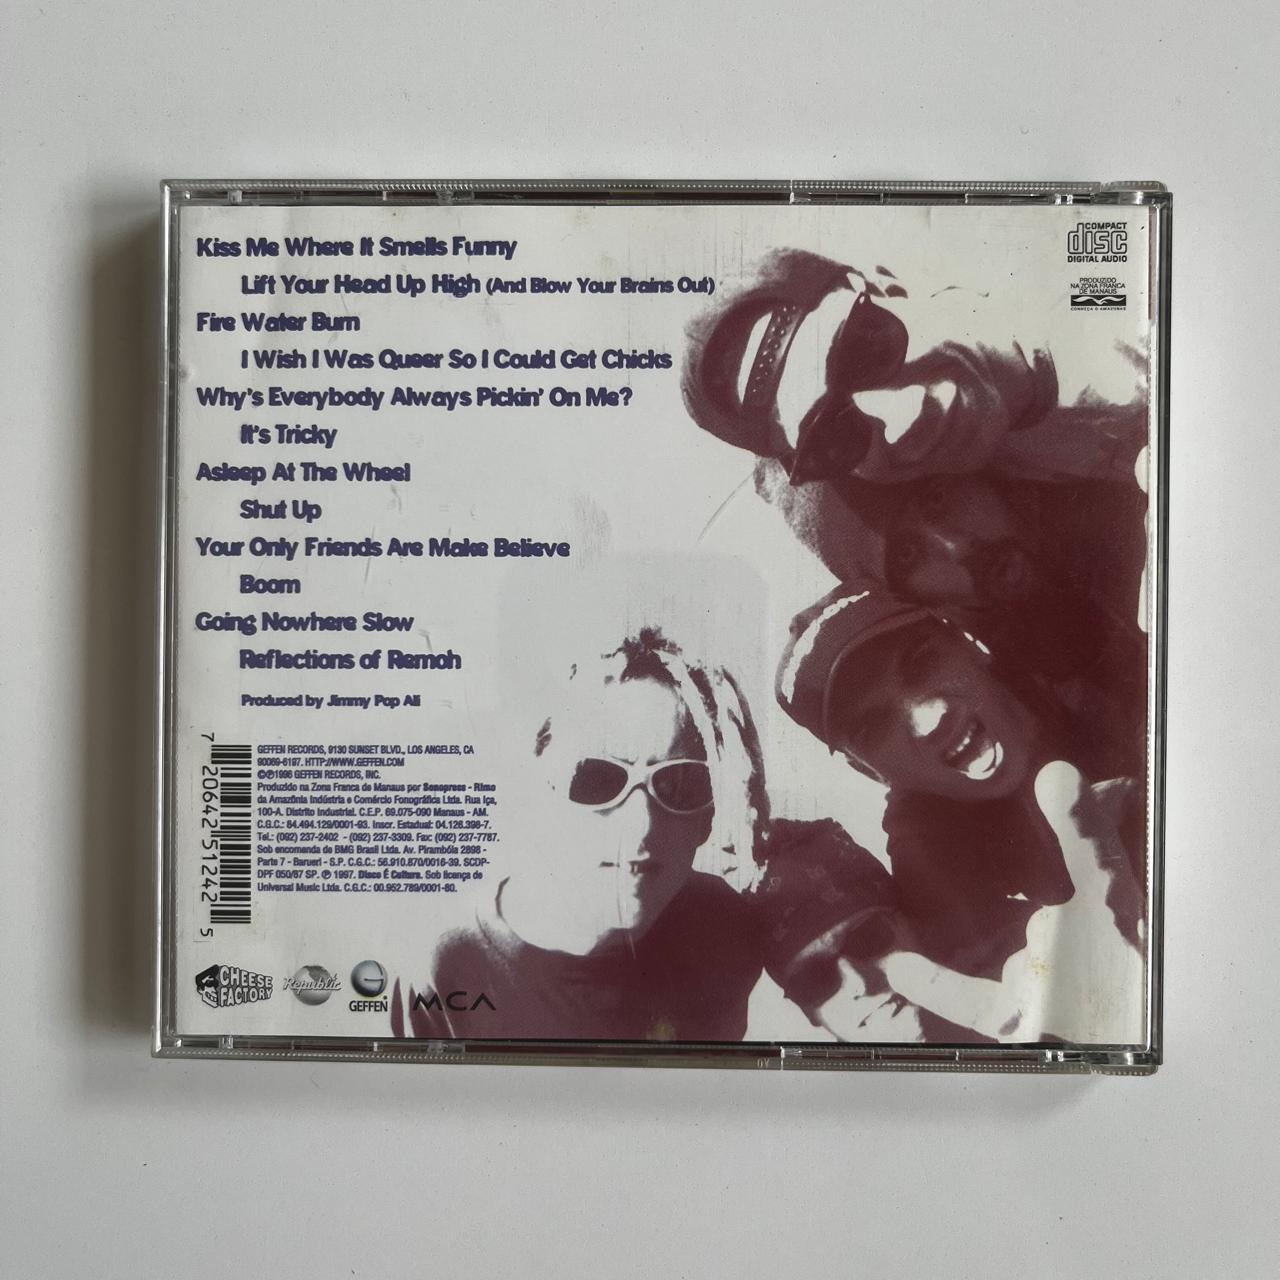 Kiss Me Where It Smells Funny
Lift Your Head Up High (And Blow Your Brains Out)
Fire Water Burn
I Wish I Was Queer So I Could Get Chicks
Why's Everybody Always Pickin' On Me?
It's Tricky
Asleep At The Wheel
Shut Up
Your Only Friends Are Make Believe
Boom
Going Nowhere Slow
Reflections of Remoh
Produced by Jimmy Pop Ali
COMPACT
disc
DIGITAL AUDIO
PRODUZIDO
NA ZONA FRANCA
DE MANAUS
CONHEÇA O AMAZONAS
7 20642 51242 5
GEFFEN RECORDS, 9130 SUNSET BLVD., LOS ANGELES, CA
90069-6197. HTTP://WWW.GEFFEN.COM
©℗1996 GEFFEN RECORDS, INC.
Produzido na Zona Franca de Manaus por Sonopress - Rimo
da Amazônia Indústria e Comércio Fonográfica Ltda. Rua Iça,
100-A. Distrito Industrial. C.E.P. 69.075-090 Manaus - AM.
C.G.C.: 84.494.129/0001-93. Inscr. Estadual: 04.126.398-7.
Tel.: (092) 237-2402 - (092) 237-3309. Fax: (092) 237-7787.
Sob encomenda de BMG Brasil Ltda. Av. Pirambóia 2898 -
Parte 7 - Barueri - S.P. C.G.C.: 56.910.870/0016-39. SCDP-
DPF 050/87 SP. ℗ 1997. Disco É Cultura. Sob licença de
Universal Music Ltda. C.G.C.: 00.952.789/0001-60.
CHEESE
FACTORY
Republic
GEFFEN
MCA